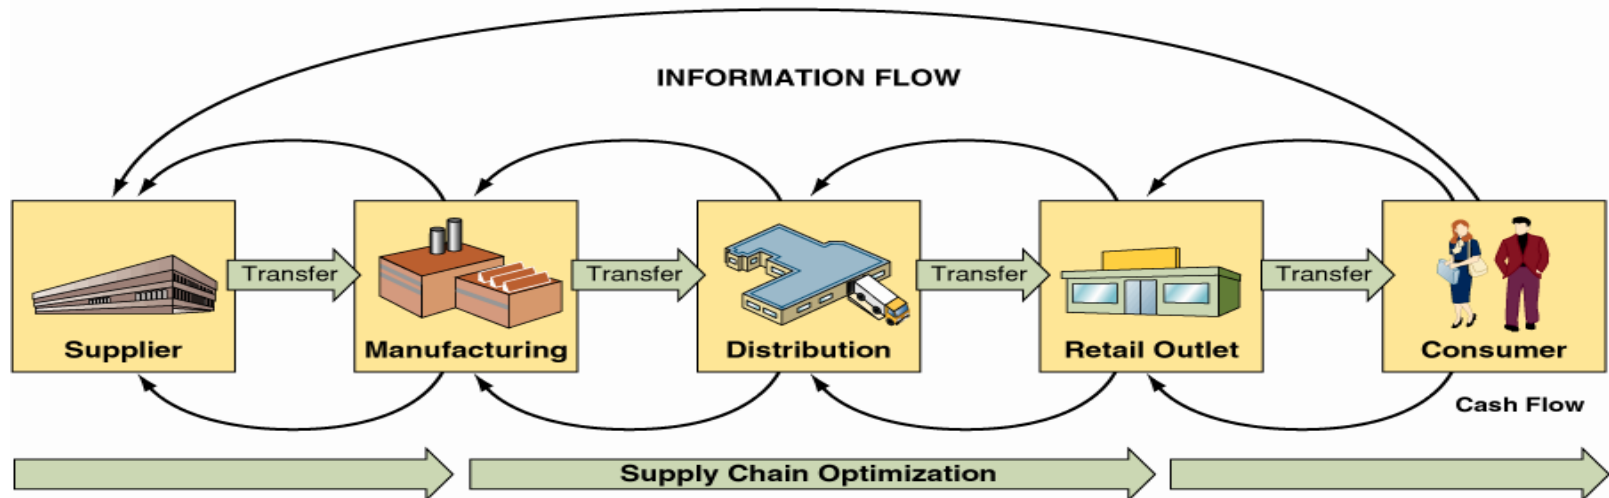 INFORMATION FLOW
Transfer
Transfer
Transfer
Transfer
Supplier
Manufacturing
Distribution
Retail Outlet
Consumer
Cash Flow
Supply Chain Optimization